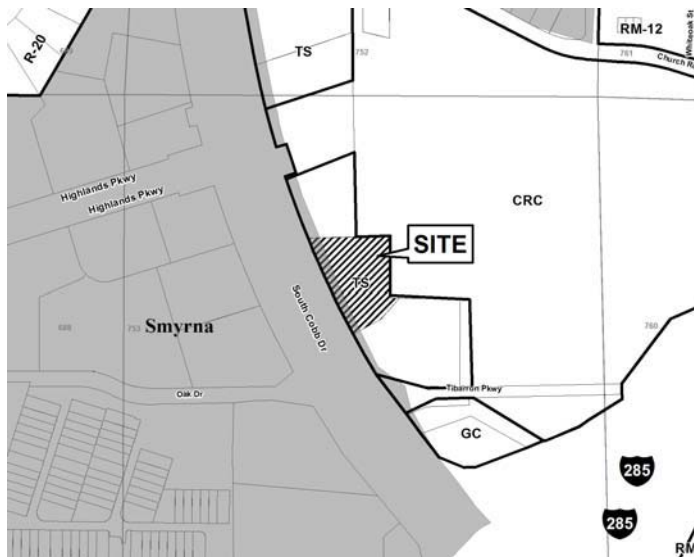 R-20
TS
752
RM-12
761
Whiteoak St
Church R
Highlands Pkwy
Highlands Pkwy
CRC
SITE
TS
South Cobb Dr
688
753
Smyrna
760
Oak Dr
Tibarron Pkwy
GC
285
285
RM